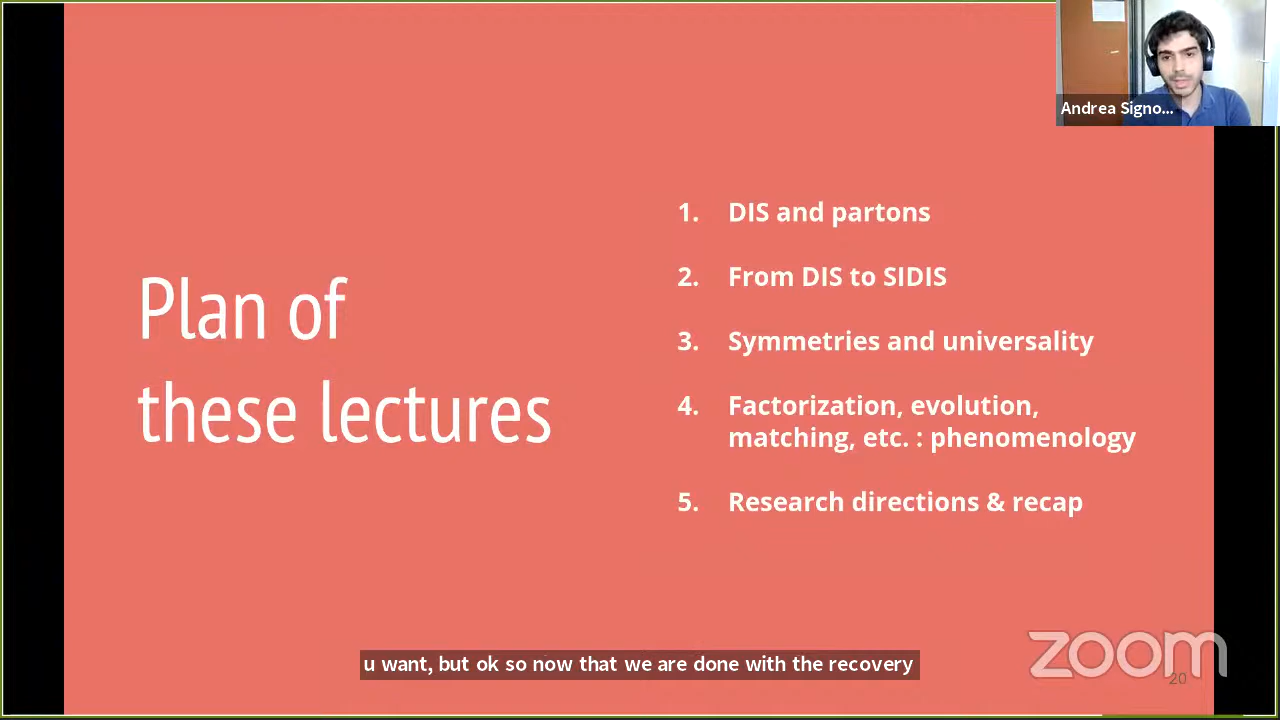 Andrea Signo...
Plan of
these lectures
1. DIS and partons
2. From DIS to SIDIS
3. Symmetries and universality
4. Factorization, evolution,
matching, etc. : phenomenology
5. Research directions & recap
u want, but ok so now that we are done with the recovery
zoom
20